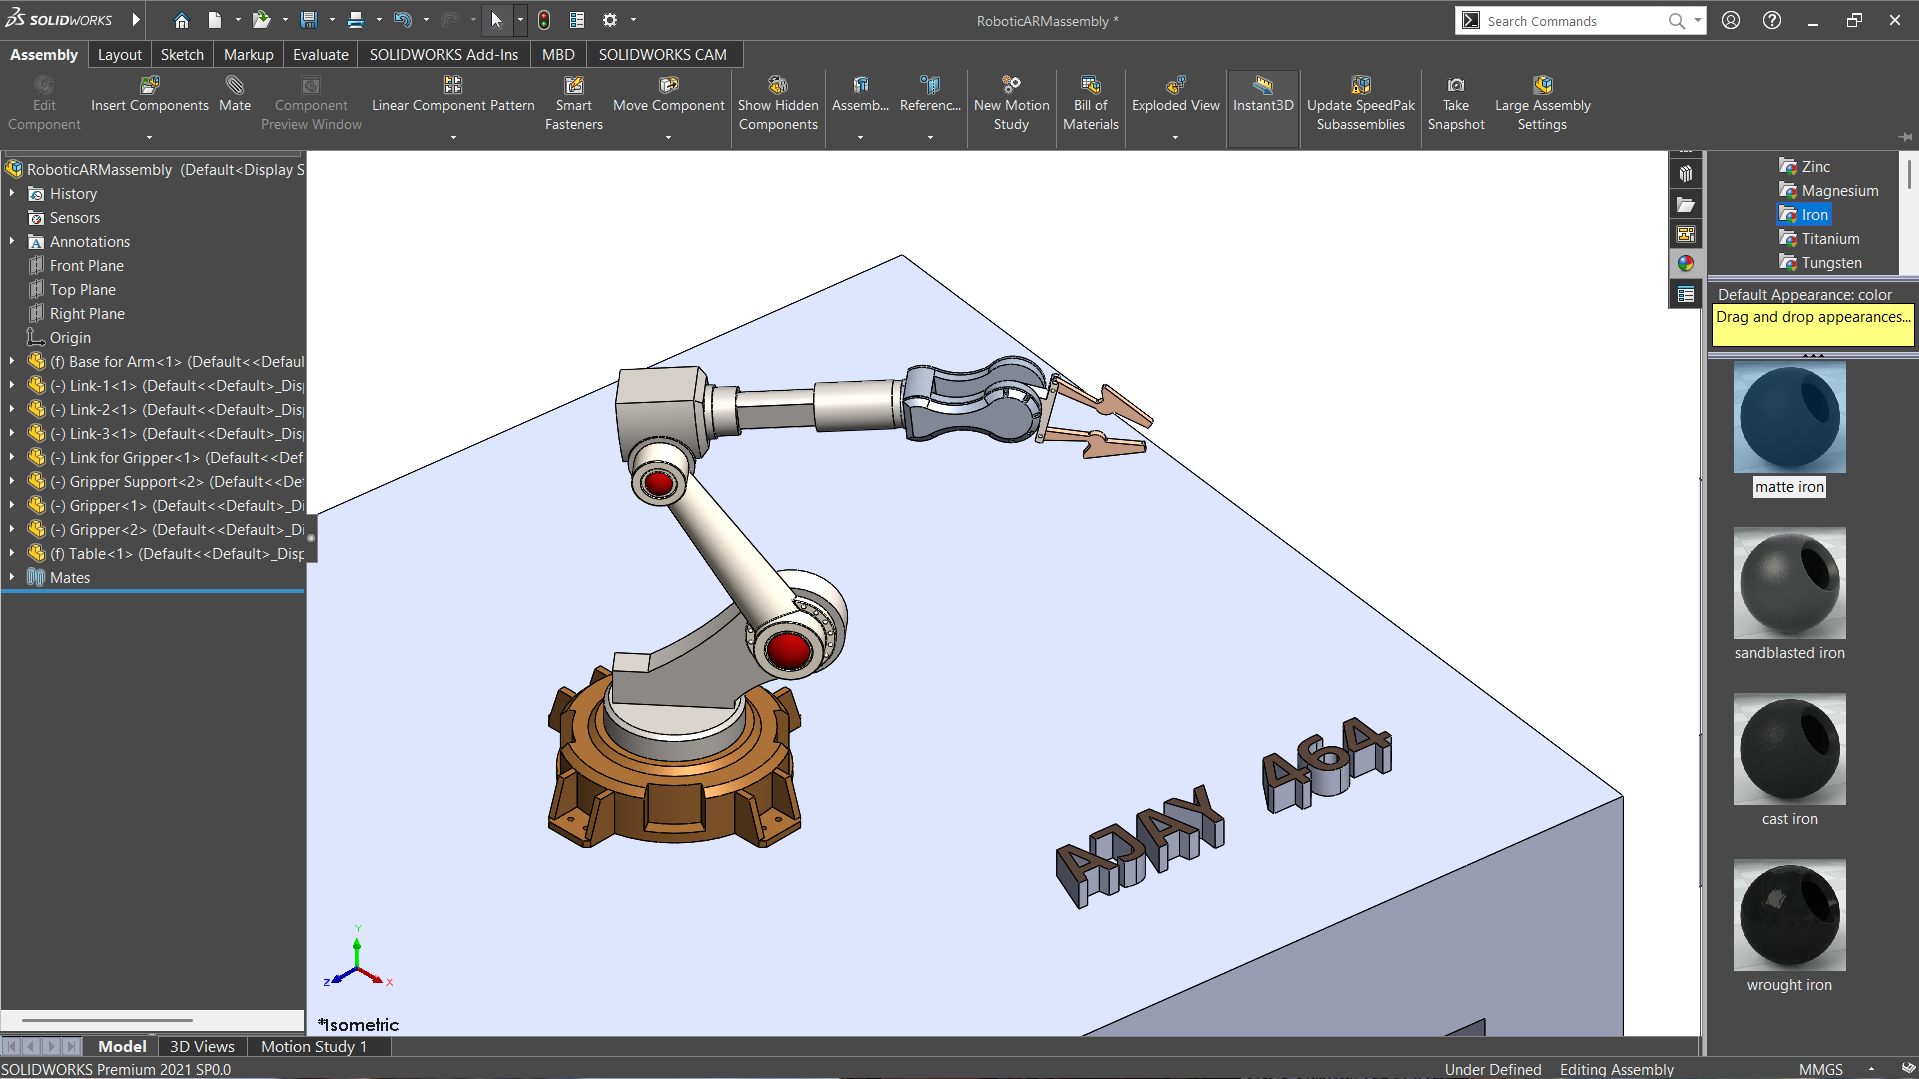 SOLIDWORKS
RoboticARMassembly *
Search Commands
Assembly
Layout
Sketch
Markup
Evaluate
SOLIDWORKS Add-Ins
MBD
SOLIDWORKS CAM
Edit
Component
Insert Components
Mate
Component
Preview Window
Linear Component Pattern
Smart
Fasteners
Move Component
Show Hidden
Components
Assemb...
Referenc...
New Motion
Study
Bill of
Materials
Exploded View
Instant3D
Update SpeedPak
Subassemblies
Take
Snapshot
Large Assembly
Settings
RoboticARMassembly (Default<Display S
History
Sensors
A Annotations
Front Plane
Top Plane
Right Plane
Origin
(f) Base for Arm<1> (Default<<Defaul
(-) Link-1<1> (Default<<Default>_Disp
(-) Link-2<1> (Default<<Default>_Disp
(-) Link-3<1> (Default<<Default>_Disp
(-) Link for Gripper<1> (Default<<Def
(-) Gripper Support<2> (Default<<De
(-) Gripper<1> (Default<<Default>_Di
(-) Gripper<2> (Default<<Default>_Di
(f) Table<1> (Default<<Default>_Disp
Mates
AJAY 464
Y
Z
X
*Isometric
Zinc
Magnesium
Iron
Titanium
Tungsten
Default Appearance: color
Drag and drop appearances...
matte iron
sandblasted iron
cast iron
wrought iron
Model
3D Views
Motion Study 1
SOLIDWORKS Premium 2021 SP0.0
Under Defined
Editing Assembly
MMGS